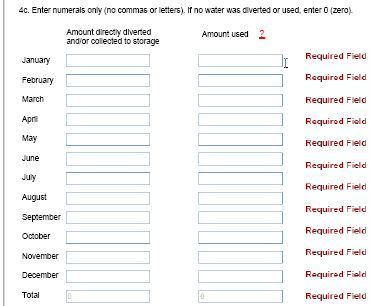 4c. Enter numerals only (no commas or letters). If no water was diverted or used, enter 0 (zero).
Amount directly diverted
and/or collected to storage
Amount used ?
January Required Field
February Required Field
March Required Field
April Required Field
May Required Field
June Required Field
July Required Field
August Required Field
September Required Field
October Required Field
November Required Field
December Required Field
Total 0 0